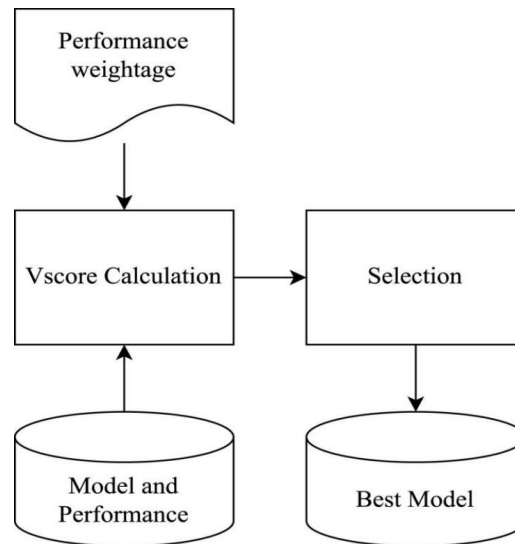 Performance
weightage
Vscore Calculation
Selection
Model and
Performance
Best Model